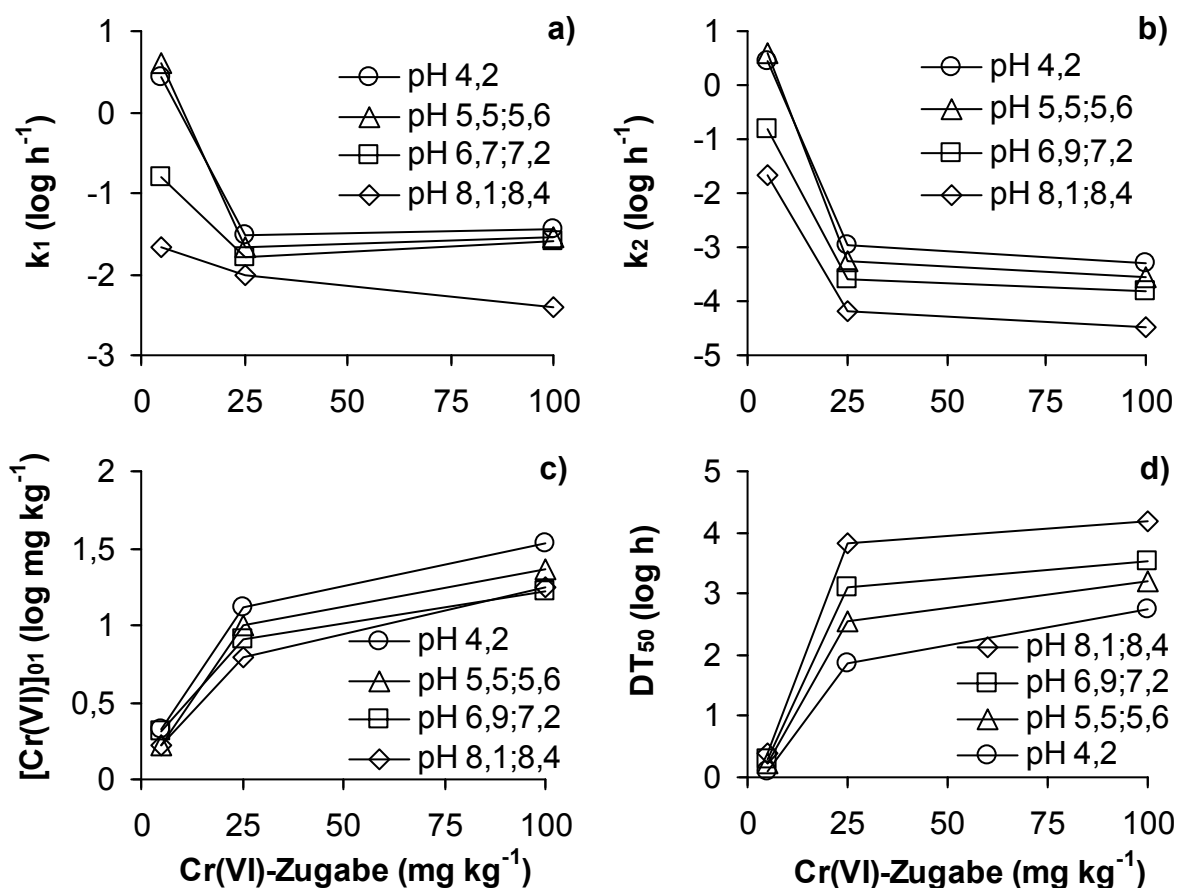 a)
k₁ (log h⁻¹)
1
0
-1
-2
-3
0 25 50 75 100
pH 4,2
pH 5,5;5,6
pH 6,7;7,2
pH 8,1;8,4
b)
k₂ (log h⁻¹)
1
0
-1
-2
-3
-4
-5
0 25 50 75 100
pH 4,2
pH 5,5;5,6
pH 6,9;7,2
pH 8,1;8,4
c)
[Cr(VI)]₀₁ (log mg kg⁻¹)
2
1,5
1
0,5
0
0 25 50 75 100
pH 4,2
pH 5,5;5,6
pH 6,9;7,2
pH 8,1;8,4
Cr(VI)-Zugabe (mg kg⁻¹)
d)
DT₅₀ (log h)
5
4
3
2
1
0
0 25 50 75 100
pH 8,1;8,4
pH 6,9;7,2
pH 5,5;5,6
pH 4,2
Cr(VI)-Zugabe (mg kg⁻¹)